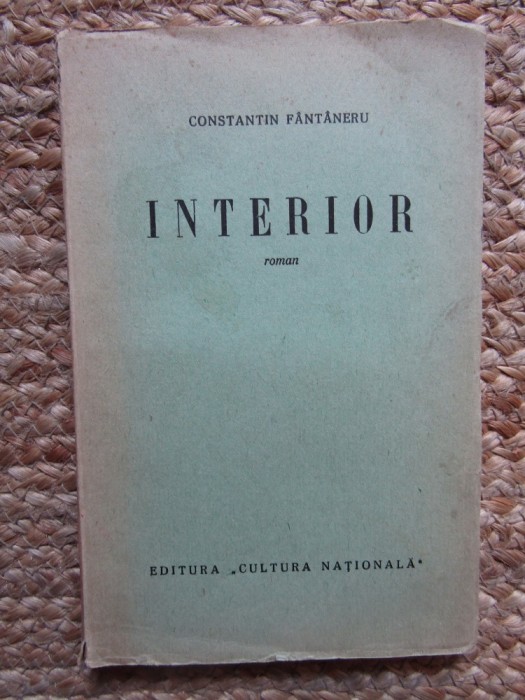 CONSTANTIN FÂNTÂNERU
INTERIOR
roman
EDITURA „CULTURA NAȚIONALĂ“